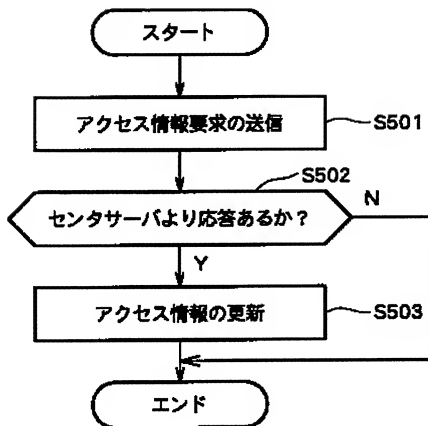 スタート
アクセス情報要求の送信
S501
S502
センタサーバより応答あるか？
N
Y
アクセス情報の更新
S503
エンド